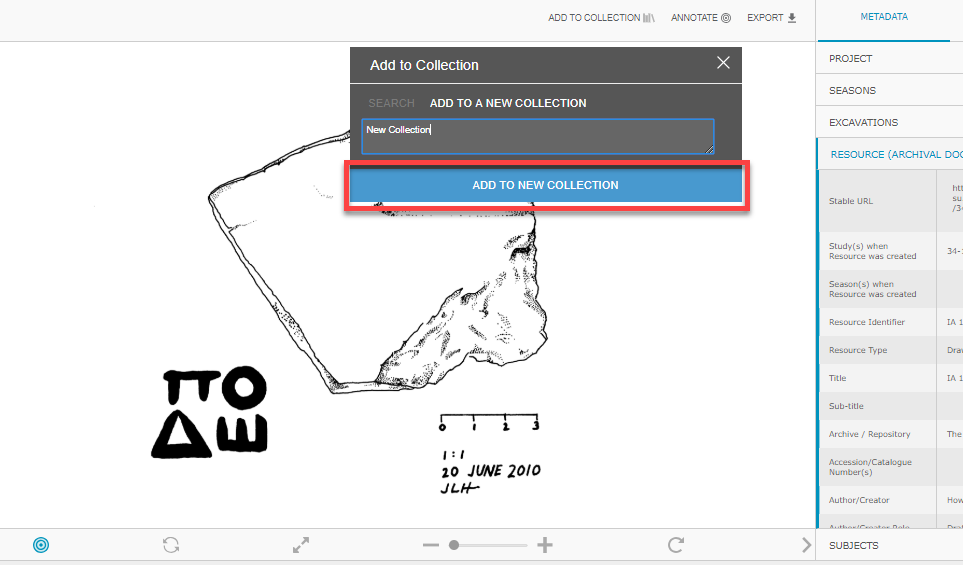 ADD TO COLLECTION
ANNOTATE
EXPORT
METADATA
Add to Collection
SEARCH
ADD TO A NEW COLLECTION
New Collection
ADD TO NEW COLLECTION
PROJECT
SEASONS
EXCAVATIONS
RESOURCE (ARCHIVAL DOC
Stable URL
htt
su
/34
Study(s) when
Resource was created
34-
Season(s) when
Resource was created
Resource Identifier
IA 1
Resource Type
Draw
Title
IA 1
Sub-title
Archive / Repository
The
Accession/Catalogue
Number(s)
Author/Creator
How
Author/Creator Role
SUBJECTS
ΠΟ
ΔΕ
0 1 2 3
1:1
20 JUNE 2010
JLH